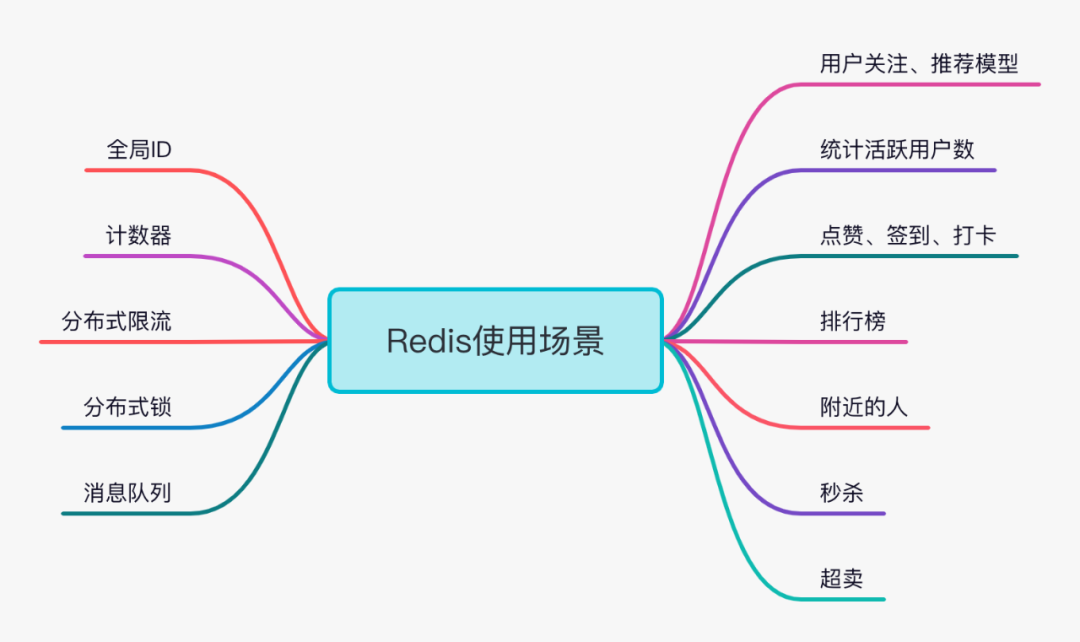 Redis使用场景
全局ID
计数器
分布式限流
分布式锁
消息队列
用户关注、推荐模型
统计活跃用户数
点赞、签到、打卡
排行榜
附近的人
秒杀
超卖